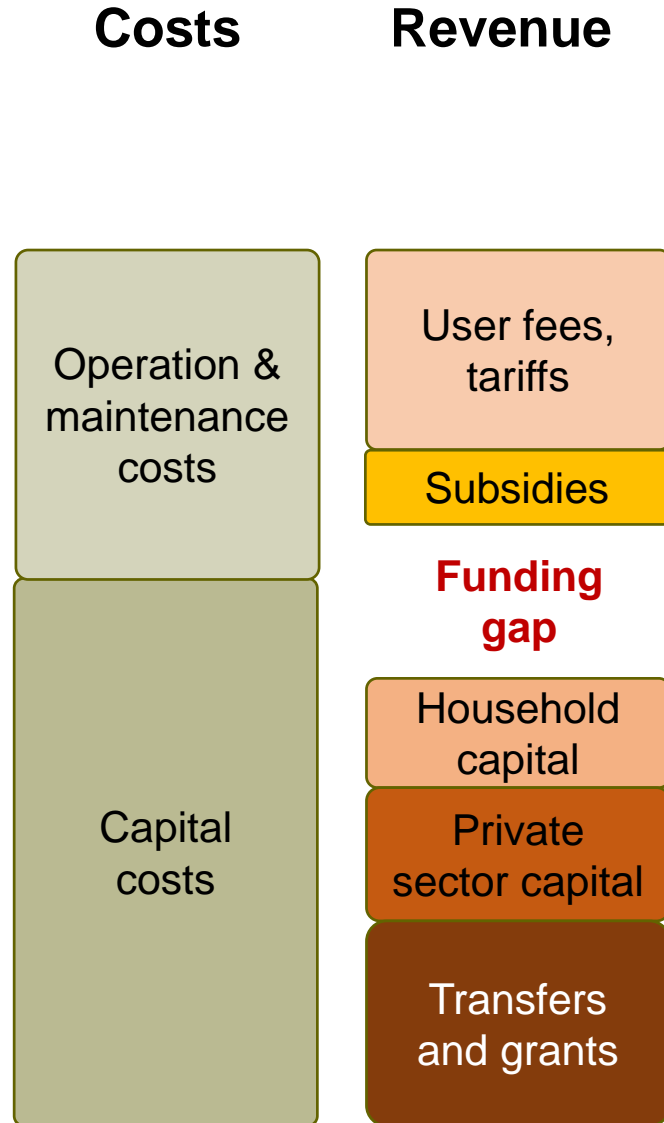 Costs
Revenue
Operation &
maintenance
costs
Capital
costs
User fees,
tariffs
Subsidies
Funding
gap
Household
capital
Private
sector capital
Transfers
and grants